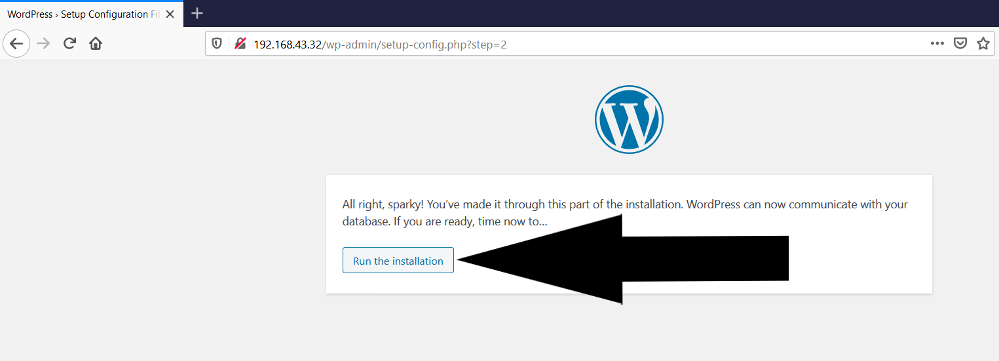 WordPress › Setup Configuration Fil
192.168.43.32/wp-admin/setup-config.php?step=2
All right, sparky! You’ve made it through this part of the installation. WordPress can now communicate with your
database. If you are ready, time now to…
Run the installation